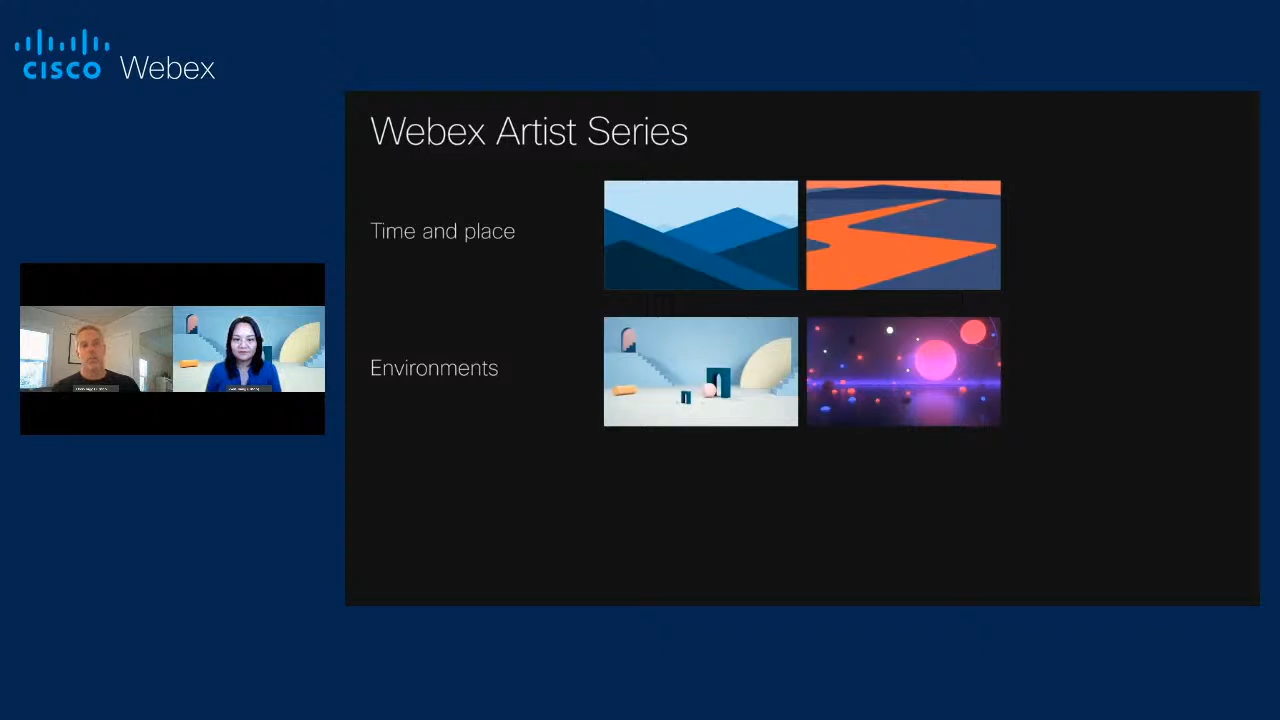 CISCO Webex
Webex Artist Series
Time and place
Environments